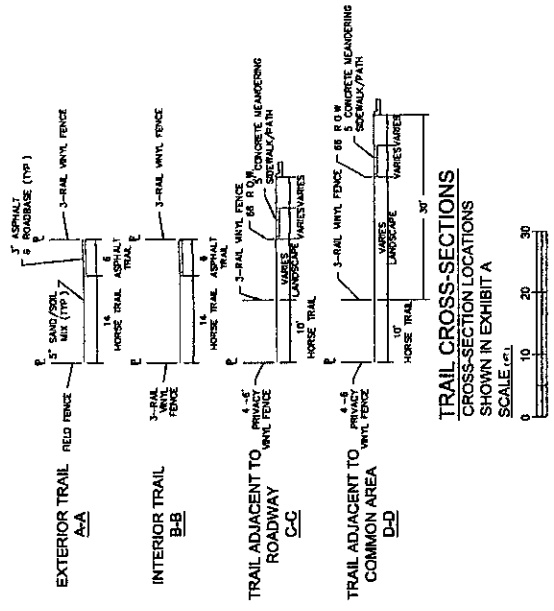 3" ASPHALT
& ROADBASE (TYP)
5" SAND/SOIL
MIX (TYP)
FIELD FENCE
3-RAIL VINYL FENCE
14
HORSE TRAIL
6
ASPHALT
TRAIL
EXTERIOR TRAIL
A-A
3-RAIL
VINYL
FENCE
3-RAIL VINYL FENCE
14
HORSE TRAIL
ASPHALT
TRAIL
INTERIOR TRAIL
B-B
4-6'
PRIVACY
VINYL FENCE
3-RAIL VINYL FENCE
66 R O W
5 CONCRETE MEANDERING
SIDEWALK/PATH
10'
HORSE TRAIL
VARIES
LANDSCAPE
VARIES VARIES
TRAIL ADJACENT TO
ROADWAY
C-C
4-6
PRIVACY
VINYL FENCE
3-RAIL VINYL FENCE
66 R O W
5 CONCRETE MEANDERING
SIDEWALK/PATH
10'
HORSE TRAIL
VARIES
LANDSCAPE
VARIES VARIES
30'
TRAIL ADJACENT TO
COMMON AREA
D-D
TRAIL CROSS-SECTIONS
CROSS-SECTION LOCATIONS
SHOWN IN EXHIBIT A
SCALE
0 10 20 30